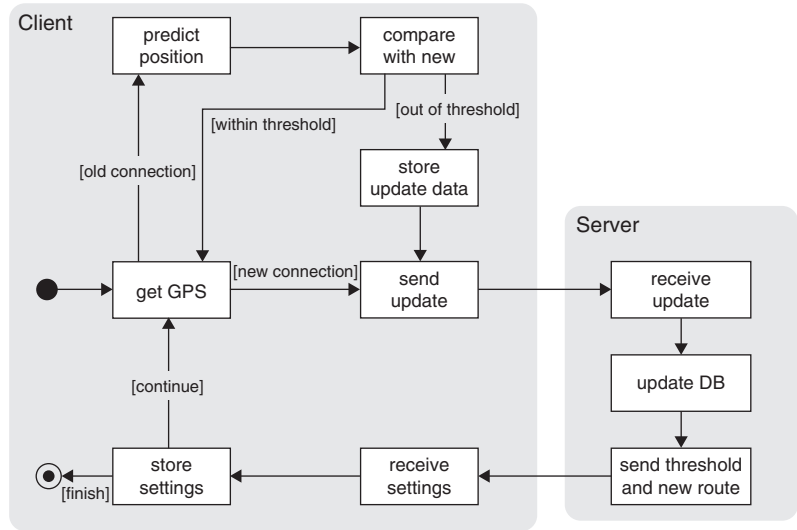 Client
predict
position
compare
with new
[within threshold]
[out of threshold]
[old connection]
store
update data
Server
get GPS
[new connection]
send
update
receive
update
update DB
[continue]
store
settings
receive
settings
send threshold
and new route
[finish]